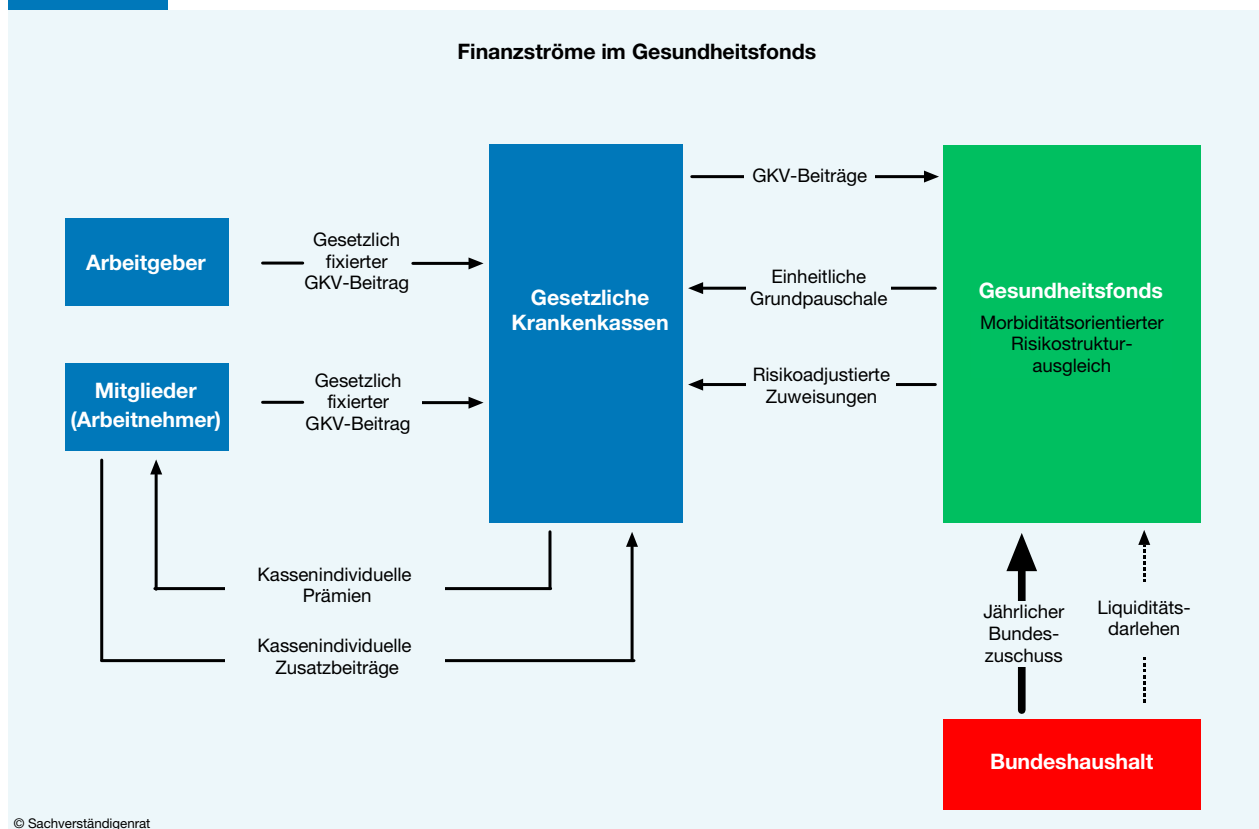 Finanzströme im Gesundheitsfonds
Arbeitgeber
Gesetzlich
fixierter
GKV-Beitrag
Mitglieder
(Arbeitnehmer)
Gesetzlich
fixierter
GKV-Beitrag
Gesetzliche
Krankenkassen
GKV-Beiträge
Einheitliche
Grundpauschale
Risikoadjustierte
Zuweisungen
Gesundheitsfonds
Morbiditätsorientierter
Risikostruktur-
ausgleich
Kassenindividuelle
Prämien
Kassenindividuelle
Zusatzbeiträge
Jährlicher
Bundes-
zuschuss
Liquiditäts-
darlehen
Bundeshaushalt
© Sachverständigenrat